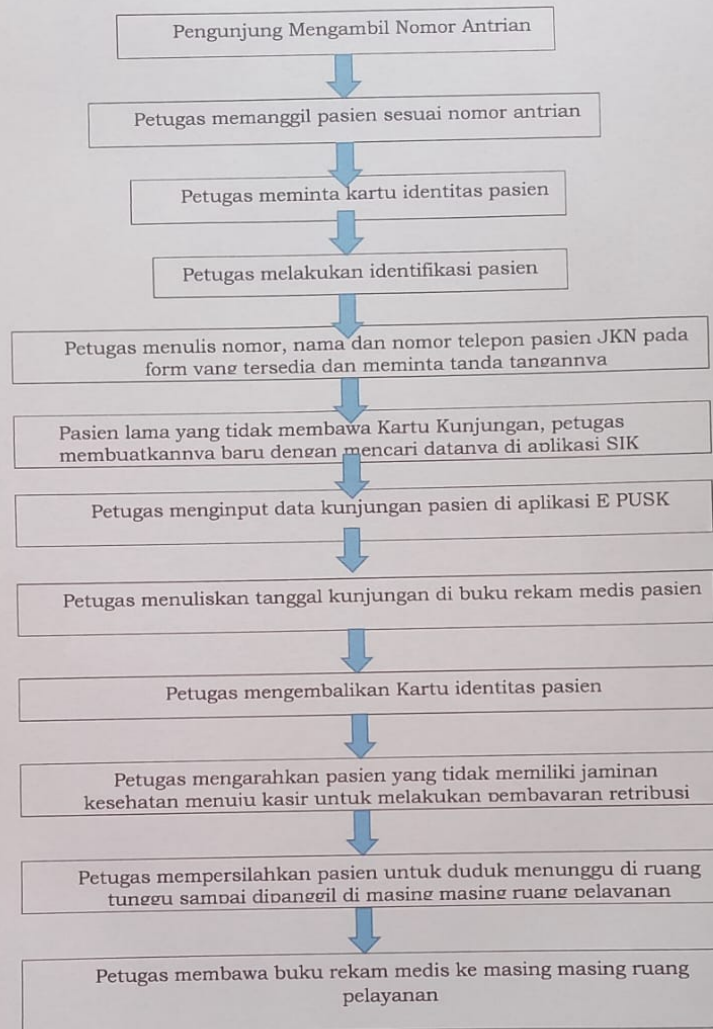 Pengunjung Mengambil Nomor Antrian
Petugas memanggil pasien sesuai nomor antrian
Petugas meminta kartu identitas pasien
Petugas melakukan identifikasi pasien
Petugas menulis nomor, nama dan nomor telepon pasien JKN pada
form yang tersedia dan meminta tanda tangannya
Pasien lama yang tidak membawa Kartu Kunjungan, petugas
membuatkannya baru dengan mencari datanya di aplikasi SIK
Petugas menginput data kunjungan pasien di aplikasi E PUSK
Petugas menuliskan tanggal kunjungan di buku rekam medis pasien
Petugas mengembalikan Kartu identitas pasien
Petugas mengarahkan pasien yang tidak memiliki jaminan
kesehatan menuju kasir untuk melakukan pembayaran retribusi
Petugas mempersilahkan pasien untuk duduk menunggu di ruang
tunggu sampai dipanggil di masing masing ruang pelayanan
Petugas membawa buku rekam medis ke masing masing ruang
pelayanan